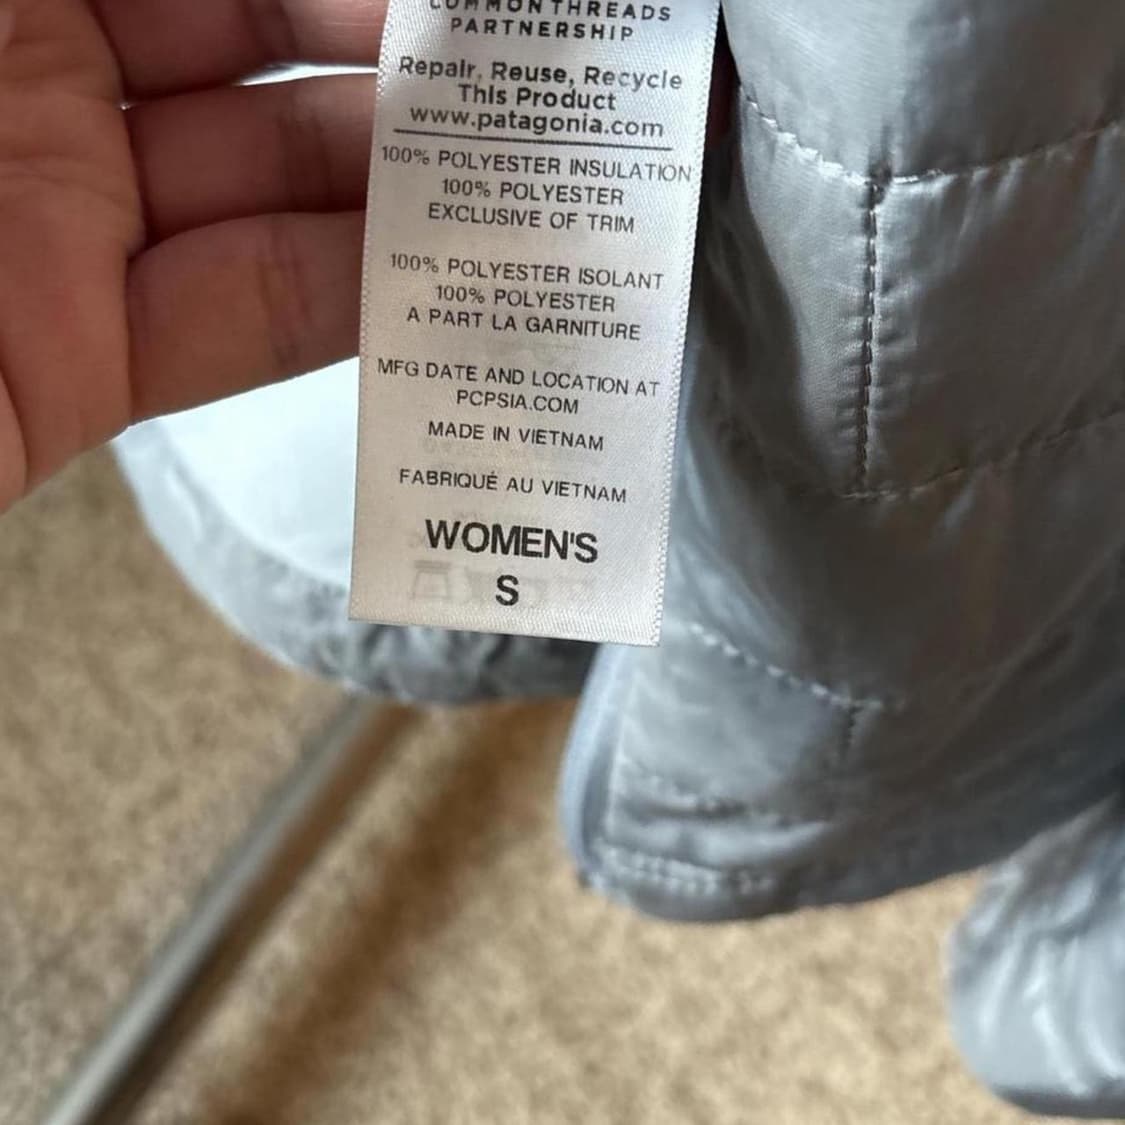 COMMON THREADS
PARTNERSHIP
Repair, Reuse, Recycle
This Product
www.patagonia.com
100% POLYESTER INSULATION
100% POLYESTER
EXCLUSIVE OF TRIM
100% POLYESTER ISOLANT
100% POLYESTER
A PART LA GARNITURE
MFG DATE AND LOCATION AT
PCPSIA.COM
MADE IN VIETNAM
FABRIQUÉ AU VIETNAM
WOMEN'S
S